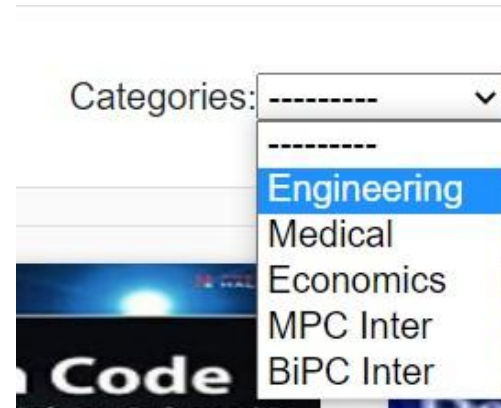 Categories: ---------
---------
Engineering
Medical
Economics
MPC Inter
BiPC Inter
Code